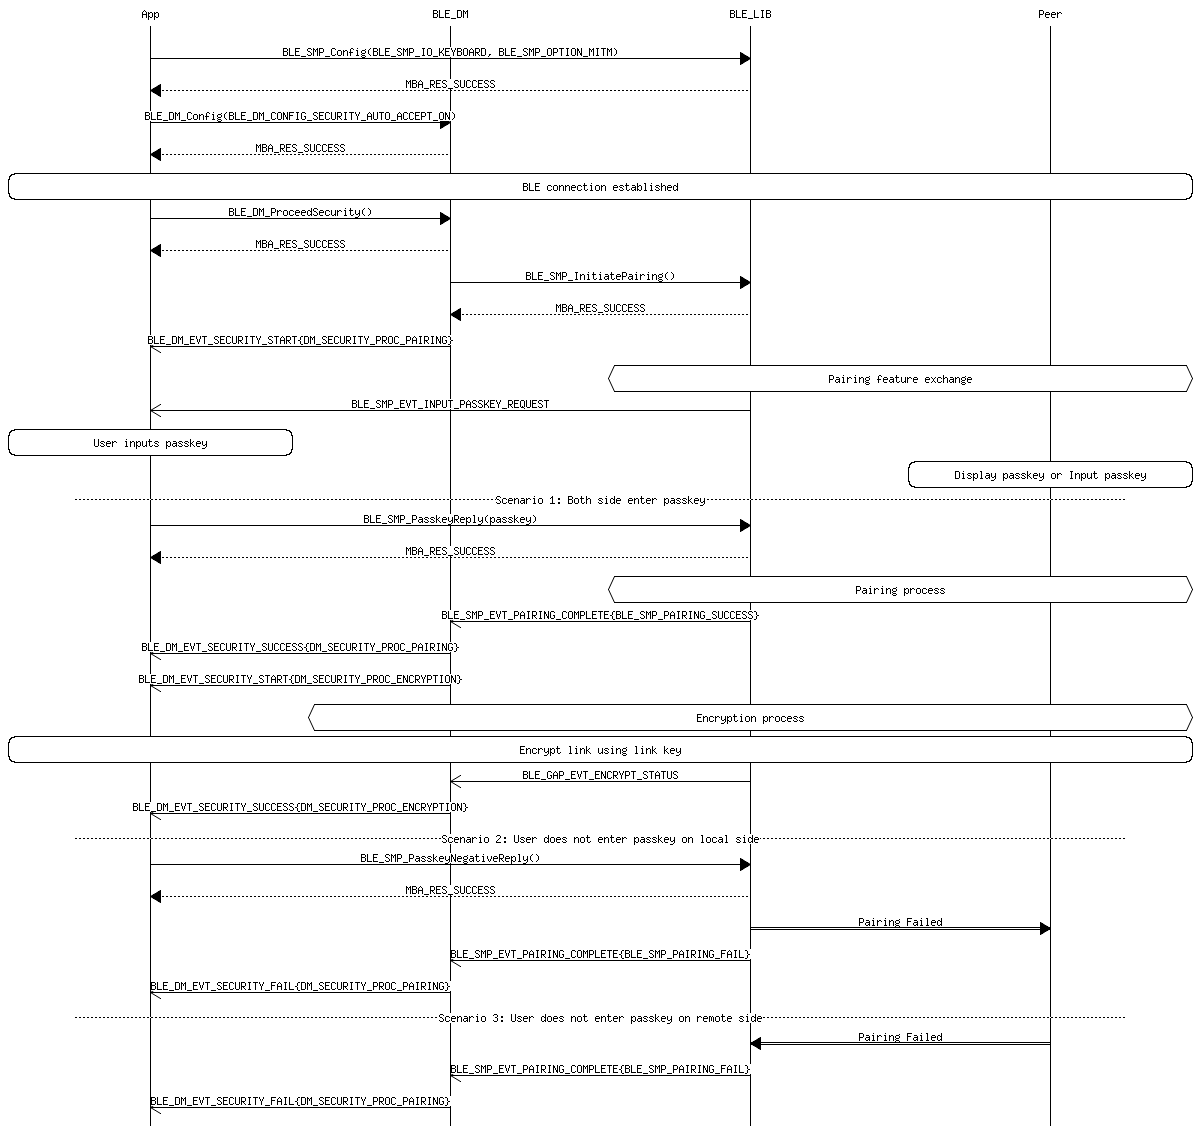 App BLE_DM BLE_LIB Peer
BLE_SMP_Config(BLE_SMP_IO_KEYBOARD, BLE_SMP_OPTION_MITM)
MBA_RES_SUCCESS
BLE_DM_Config(BLE_DM_CONFIG_SECURITY_AUTO_ACCEPT_ON)
MBA_RES_SUCCESS
BLE connection established
BLE_DM_ProceedSecurity()
MBA_RES_SUCCESS
BLE_SMP_InitiatePairing()
MBA_RES_SUCCESS
BLE_DM_EVT_SECURITY_START{DM_SECURITY_PROC_PAIRING}
Pairing feature exchange
BLE_SMP_EVT_INPUT_PASSKEY_REQUEST
User inputs passkey
Display passkey or Input passkey
Scenario 1: Both side enter passkey
BLE_SMP_PasskeyReply(passkey)
MBA_RES_SUCCESS
Pairing process
BLE_SMP_EVT_PAIRING_COMPLETE{BLE_SMP_PAIRING_SUCCESS}
BLE_DM_EVT_SECURITY_SUCCESS{DM_SECURITY_PROC_PAIRING}
BLE_DM_EVT_SECURITY_START{DM_SECURITY_PROC_ENCRYPTION}
Encryption process
Encrypt link using link key
BLE_GAP_EVT_ENCRYPT_STATUS
BLE_DM_EVT_SECURITY_SUCCESS{DM_SECURITY_PROC_ENCRYPTION}
Scenario 2: User does not enter passkey on local side
BLE_SMP_PasskeyNegativeReply()
MBA_RES_SUCCESS
Pairing Failed
BLE_SMP_EVT_PAIRING_COMPLETE{BLE_SMP_PAIRING_FAIL}
BLE_DM_EVT_SECURITY_FAIL{DM_SECURITY_PROC_PAIRING}
Scenario 3: User does not enter passkey on remote side
Pairing Failed
BLE_SMP_EVT_PAIRING_COMPLETE{BLE_SMP_PAIRING_FAIL}
BLE_DM_EVT_SECURITY_FAIL{DM_SECURITY_PROC_PAIRING}